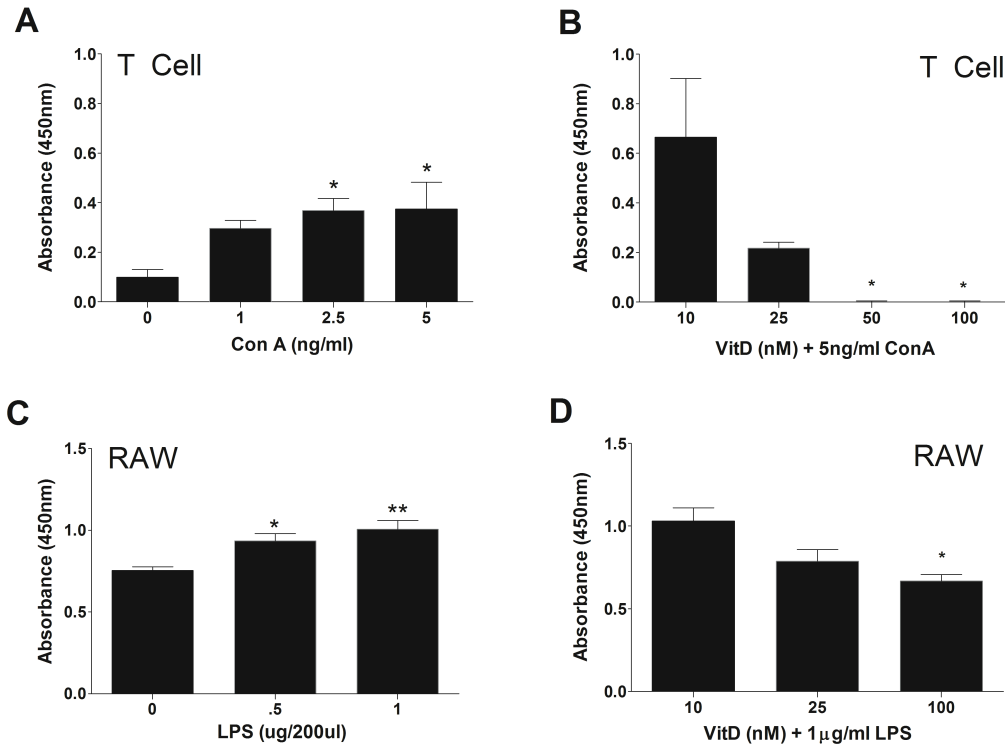 A
T Cell
Absorbance (450nm)
1.0
0.8
0.6
0.4
0.2
0.0
*
*
0 1 2.5 5
Con A (ng/ml)
B
T Cell
Absorbance (450nm)
1.0
0.8
0.6
0.4
0.2
0.0
*
*
10 25 50 100
VitD (nM) + 5ng/ml ConA
C
RAW
Absorbance (450nm)
1.5
1.0
0.5
0.0
*
**
0 .5 1
LPS (ug/200ul)
D
RAW
Absorbance (450nm)
1.5
1.0
0.5
0.0
*
10 25 100
VitD (nM) + 1μg/ml LPS